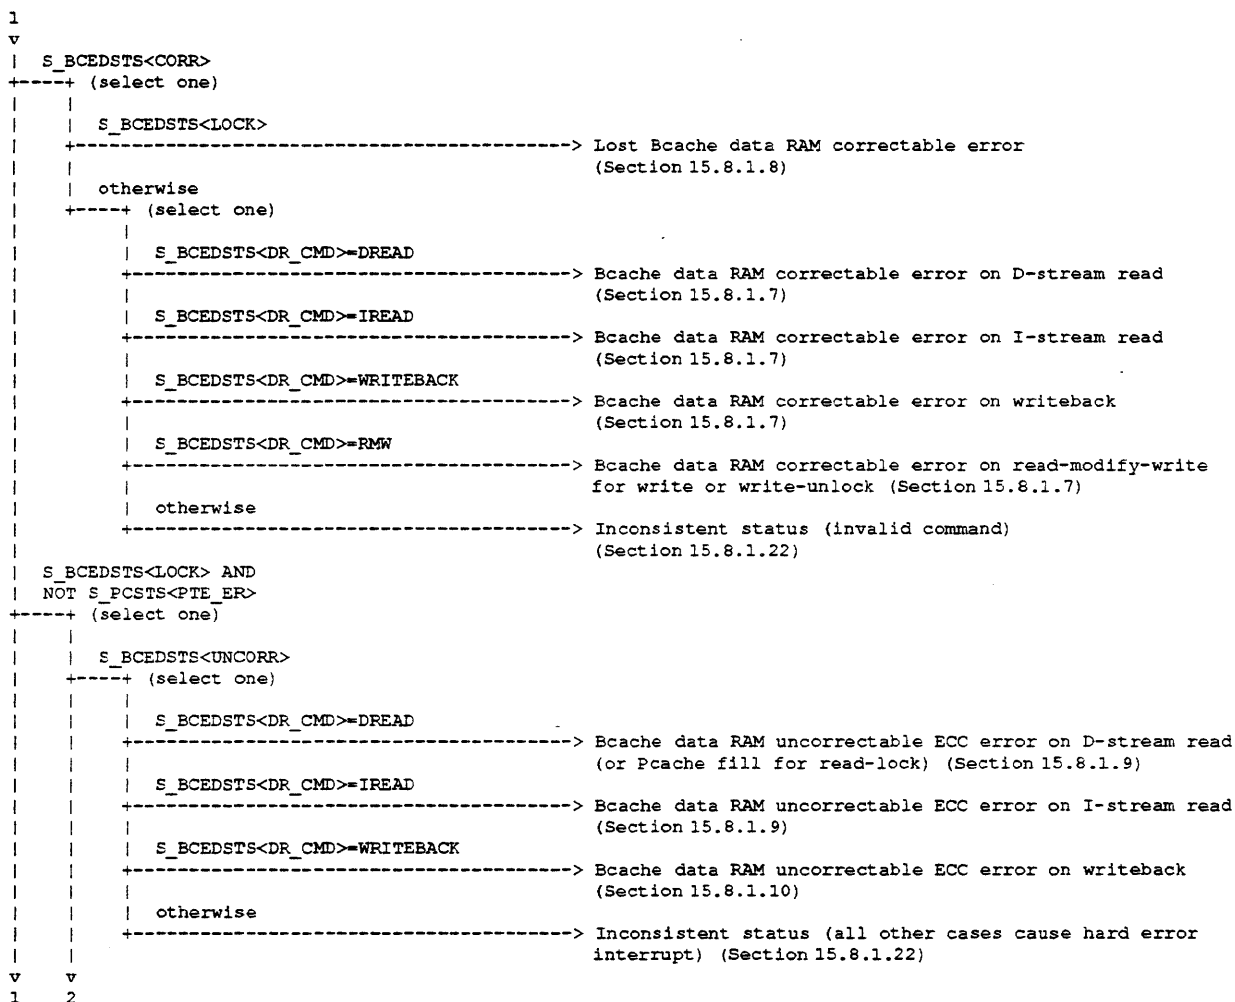 1
v
| S_BCEDSTS<CORR>
+----+ (select one)
| |
| | S_BCEDSTS<LOCK>
| +------------------------------------------> Lost Bcache data RAM correctable error
| | (Section 15.8.1.8)
| | otherwise
| +----+ (select one)
| |
| | S_BCEDSTS<DR_CMD>=DREAD
| +-------------------------------------> Bcache data RAM correctable error on D-stream read
| | (Section 15.8.1.7)
| | S_BCEDSTS<DR_CMD>=IREAD
| +-------------------------------------> Bcache data RAM correctable error on I-stream read
| | (Section 15.8.1.7)
| | S_BCEDSTS<DR_CMD>=WRITEBACK
| +-------------------------------------> Bcache data RAM correctable error on writeback
| | (Section 15.8.1.7)
| | S_BCEDSTS<DR_CMD>=RMW
| +-------------------------------------> Bcache data RAM correctable error on read-modify-write
| | for write or write-unlock (Section 15.8.1.7)
| | otherwise
| +-------------------------------------> Inconsistent status (invalid command)
| (Section 15.8.1.22)
| S_BCEDSTS<LOCK> AND
| NOT S_PCSTS<PTE_ER>
+----+ (select one)
| |
| | S_BCEDSTS<UNCORR>
| +----+ (select one)
| | |
| | | S_BCEDSTS<DR_CMD>=DREAD
| | +-------------------------------------> Bcache data RAM uncorrectable ECC error on D-stream read
| | | (or Pcache fill for read-lock) (Section 15.8.1.9)
| | | S_BCEDSTS<DR_CMD>=IREAD
| | +-------------------------------------> Bcache data RAM uncorrectable ECC error on I-stream read
| | | (Section 15.8.1.9)
| | | S_BCEDSTS<DR_CMD>=WRITEBACK
| | +-------------------------------------> Bcache data RAM uncorrectable ECC error on writeback
| | | (Section 15.8.1.10)
| | | otherwise
| | +-------------------------------------> Inconsistent status (all other cases cause hard error
| | interrupt) (Section 15.8.1.22)
v v
1 2